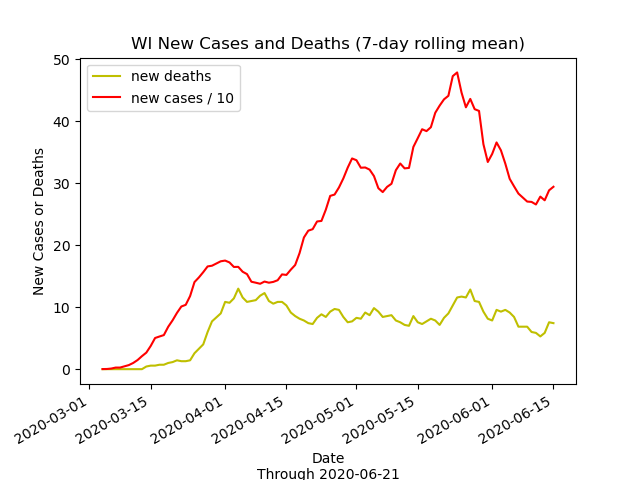 WI New Cases and Deaths (7-day rolling mean)
new deaths
new cases / 10
New Cases or Deaths
50
40
30
20
10
0
2020-03-01
2020-03-15
2020-04-01
2020-04-15
2020-05-01
2020-05-15
2020-06-01
2020-06-15
Date
Through 2020-06-21